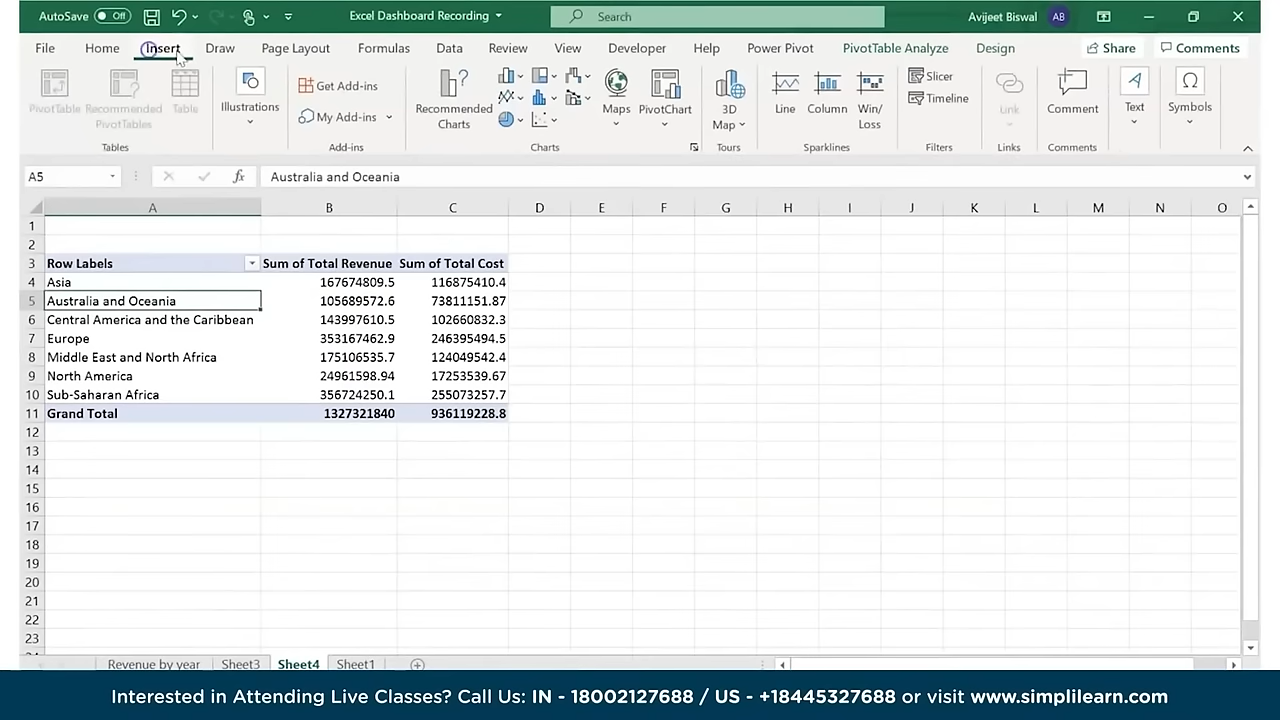 AutoSave Off Excel Dashboard Recording Search Avijeet Biswal AB
File Home Insert Draw Page Layout Formulas Data Review View Developer Help Power Pivot PivotTable Analyze Design Share Comments
PivotTable Recommended PivotTables Table Illustrations Get Add-ins My Add-ins Recommended Charts Maps PivotChart 3D Map Line Column Win/Loss Slicer Timeline Link Comment Text Symbols
Tables Add-ins Charts Tours Sparklines Filters Links Comments
A5 fx Australia and Oceania
A B C D E F G H I J K L M N O
1
2
3 Row Labels Sum of Total Revenue Sum of Total Cost
4 Asia 167674809.5 116875410.4
5 Australia and Oceania 105689572.6 73811151.87
6 Central America and the Caribbean 143997610.5 102660832.3
7 Europe 353167462.9 246395494.5
8 Middle East and North Africa 175106535.7 124049542.4
9 North America 24961598.94 17253539.67
10 Sub-Saharan Africa 356724250.1 255073257.7
11 Grand Total 1327321840 936119228.8
12
13
14
15
16
17
18
19
20
21
22
23
Revenue by year Sheet3 Sheet4 Sheet1
Interested in Attending Live Classes? Call Us: IN - 18002127688 / US - +18445327688 or visit www.simplilearn.com